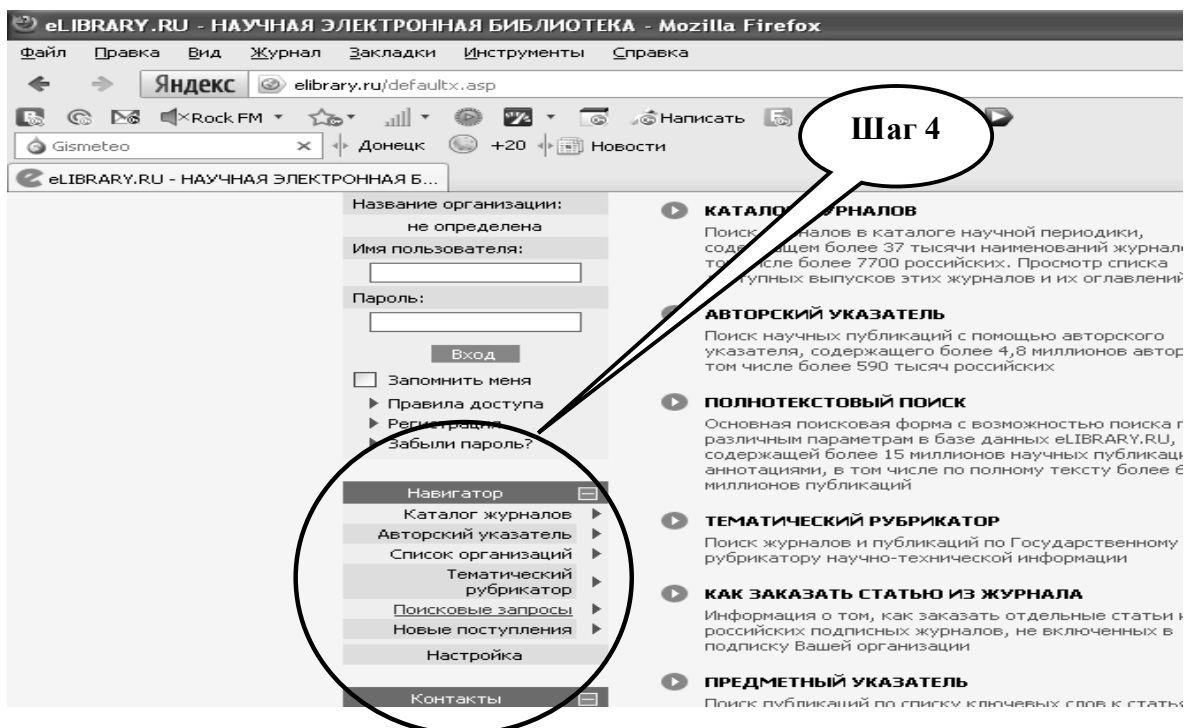 eLIBRARY.RU - НАУЧНАЯ ЭЛЕКТРОННАЯ БИБЛИОТЕКА - Mozilla Firefox
Файл Правка Вид Журнал Закладки Инструменты Справка
Яндекс elibrary.ru/defaultx.asp
Rock FM Написать
Gismeteo Донецк +20 Новости
eLIBRARY.RU - НАУЧНАЯ ЭЛЕКТРОННАЯ Б...
Шаг 4
Название организации:
не определена
Имя пользователя:
Пароль:
Вход
Запомнить меня
Правила доступа
Регистрация
Забыли пароль?
Навигатор
Каталог журналов
Авторский указатель
Список организаций
Тематический
рубрикатор
Поисковые запросы
Новые поступления
Настройка
Контакты
КАТАЛОГ ЖУРНАЛОВ
Поиск журналов в каталоге научной периодики,
содержащем более 37 тысячи наименований журнало
том числе более 7700 российских. Просмотр списка
доступных выпусков этих журналов и их оглавлений
АВТОРСКИЙ УКАЗАТЕЛЬ
Поиск научных публикаций с помощью авторского
указателя, содержащего более 4,8 миллионов автор
том числе более 590 тысяч российских
ПОЛНОТЕКСТОВЫЙ ПОИСК
Основная поисковая форма с возможностью поиска
различным параметрам в базе данных eLIBRARY.RU,
содержащей более 15 миллионов научных публикац
аннотациями, в том числе по полному тексту более
миллионов публикаций
ТЕМАТИЧЕСКИЙ РУБРИКАТОР
Поиск журналов и публикаций по Государственному
рубрикатору научно-технической информации
КАК ЗАКАЗАТЬ СТАТЬЮ ИЗ ЖУРНАЛА
Информация о том, как заказать отдельные статьи
российских подписных журналов, не включенных в
подписку Вашей организации
ПРЕДМЕТНЫЙ УКАЗАТЕЛЬ
Поиск публикаций по списку ключевых слов к статья